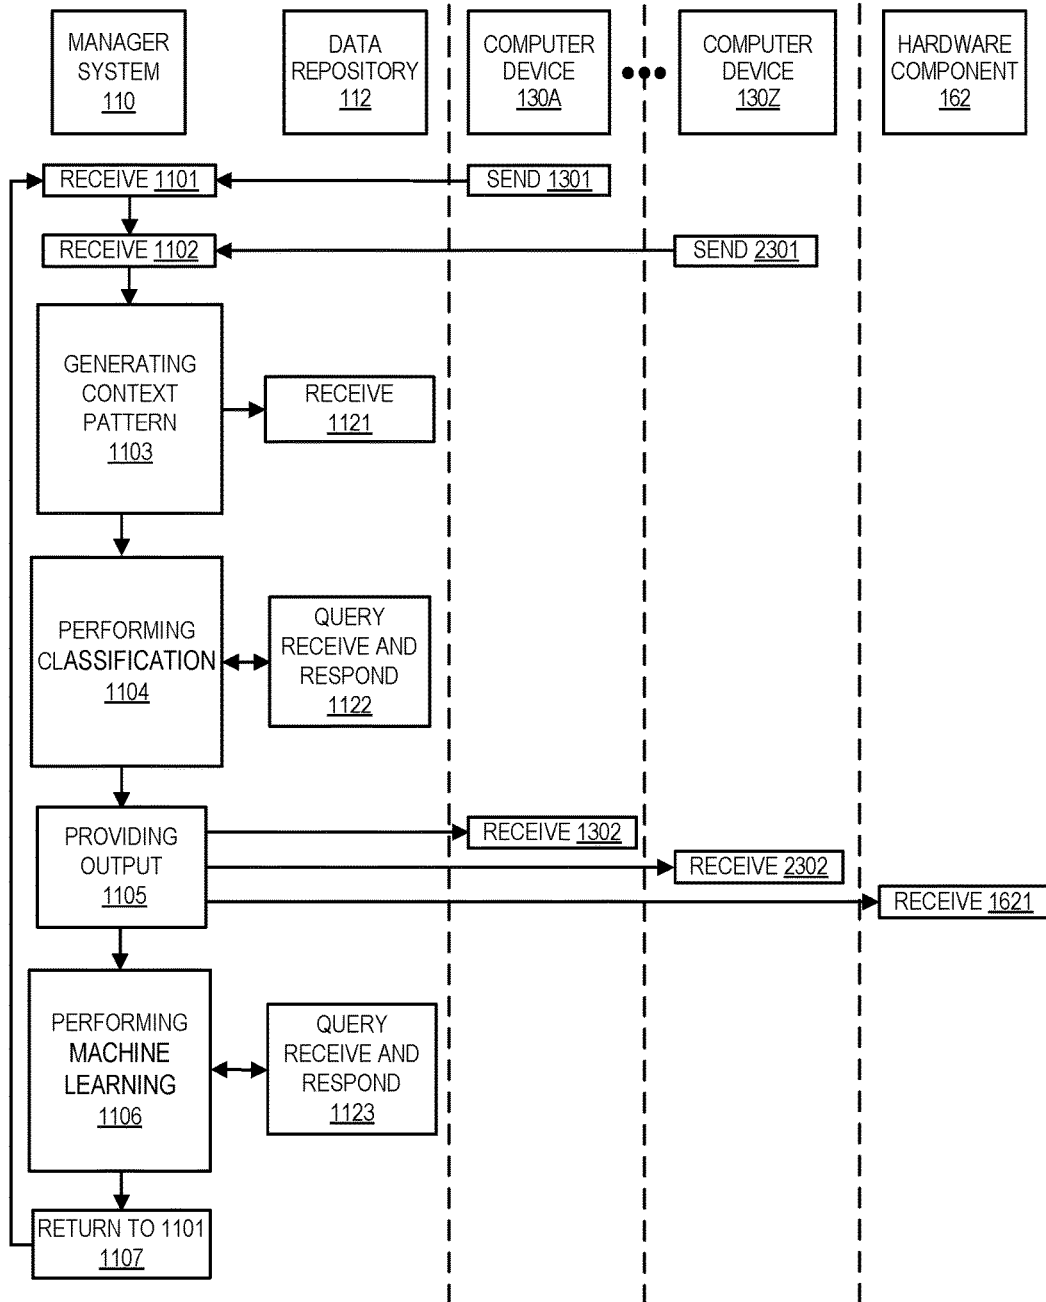 MANAGER
SYSTEM
110
DATA
REPOSITORY
112
COMPUTER
DEVICE
130A
COMPUTER
DEVICE
130Z
HARDWARE
COMPONENT
162
RECEIVE 1101
SEND 1301
RECEIVE 1102
SEND 2301
GENERATING
CONTEXT
PATTERN
1103
RECEIVE
1121
PERFORMING
CLASSIFICATION
1104
QUERY
RECEIVE AND
RESPOND
1122
PROVIDING
OUTPUT
1105
RECEIVE 1302
RECEIVE 2302
RECEIVE 1621
PERFORMING
MACHINE
LEARNING
1106
QUERY
RECEIVE AND
RESPOND
1123
RETURN TO 1101
1107